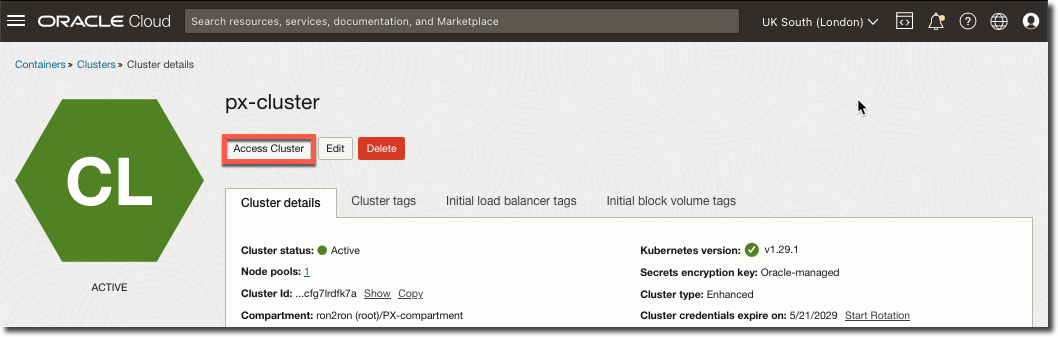 ORACLE Cloud
Search resources, services, documentation, and Marketplace
UK South (London)
Containers » Clusters » Cluster details
CL
ACTIVE
px-cluster
Access Cluster
Edit
Delete
Cluster details
Cluster tags
Initial load balancer tags
Initial block volume tags
Cluster status: Active
Node pools: 1
Cluster Id: ...cfg7lrdfk7a Show Copy
Compartment: ron2ron (root)/PX-compartment
Kubernetes version: v1.29.1
Secrets encryption key: Oracle-managed
Cluster type: Enhanced
Cluster credentials expire on: 5/21/2029 Start Rotation